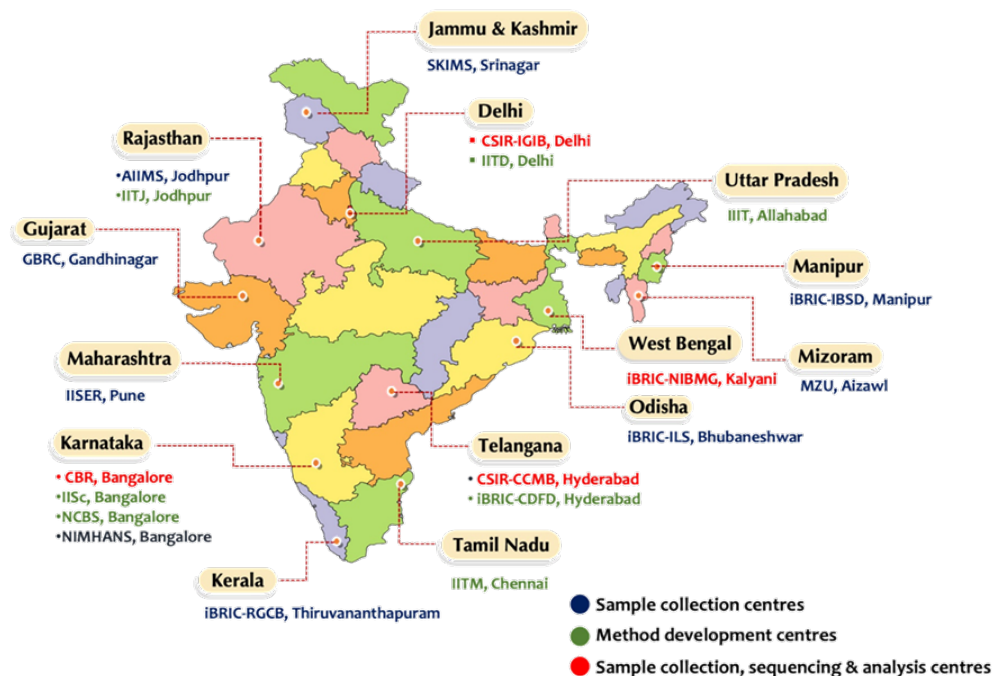 Jammu & Kashmir
SKIMS, Srinagar
Delhi
CSIR-IGIB, Delhi
IITD, Delhi
Rajasthan
•AIIMS, Jodhpur
•IITJ, Jodhpur
Uttar Pradesh
IIIT, Allahabad
Gujarat
GBRC, Gandhinagar
Manipur
iBRIC-IBSD, Manipur
West Bengal
iBRIC-NIBMG, Kalyani
Mizoram
MZU, Aizawl
Maharashtra
IISER, Pune
Odisha
iBRIC-ILS, Bhubaneshwar
Karnataka
• CBR, Bangalore
•IISc, Bangalore
•NCBS, Bangalore
•NIMHANS, Bangalore
Telangana
• CSIR-CCMB, Hyderabad
• iBRIC-CDFD, Hyderabad
Tamil Nadu
IITM, Chennai
Kerala
iBRIC-RGCB, Thiruvananthapuram
Sample collection centres
Method development centres
Sample collection, sequencing & analysis centres